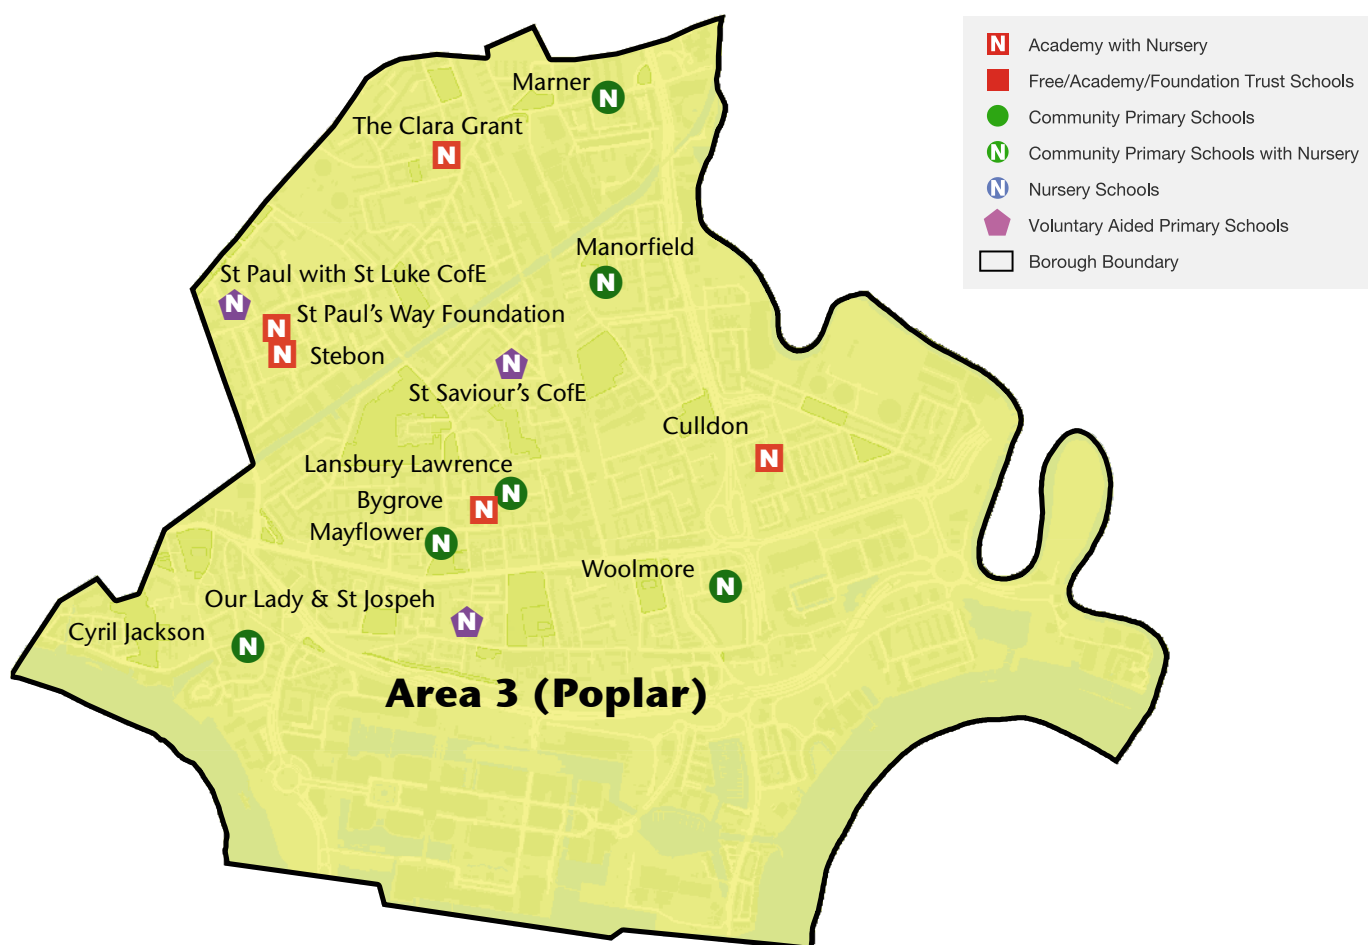 N Academy with Nursery
Free/Academy/Foundation Trust Schools
Community Primary Schools
N Community Primary Schools with Nursery
N Nursery Schools
Voluntary Aided Primary Schools
Borough Boundary
Marner
N
The Clara Grant
N
Manorfield
N
St Paul with St Luke CofE
N
St Paul's Way Foundation
N
Stebon
N
St Saviour's CofE
N
Culldon
N
Lansbury Lawrence
N
Bygrove
N
Mayflower
N
Woolmore
N
Our Lady & St Jospeh
N
Cyril Jackson
N
Area 3 (Poplar)